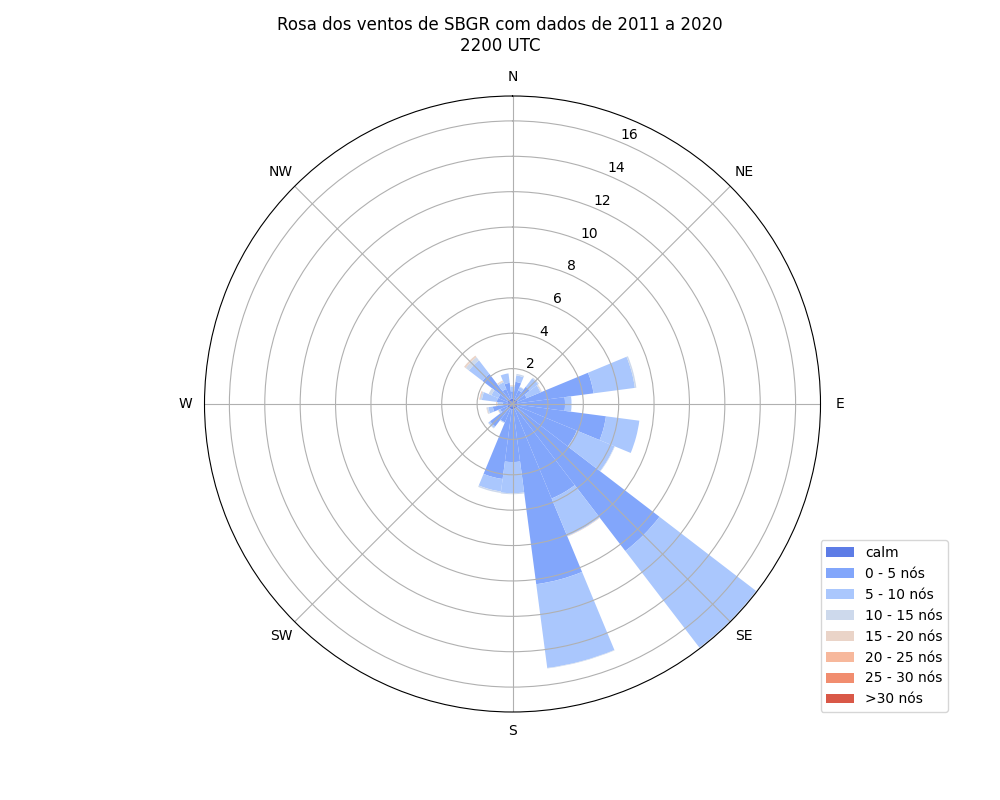 Rosa dos ventos de SBGR com dados de 2011 a 2020
2200 UTC
N
NW
NE
16
14
12
10
8
6
4
2
W
E
SW
SE
S
calm
0 - 5 nós
5 - 10 nós
10 - 15 nós
15 - 20 nós
20 - 25 nós
25 - 30 nós
>30 nós